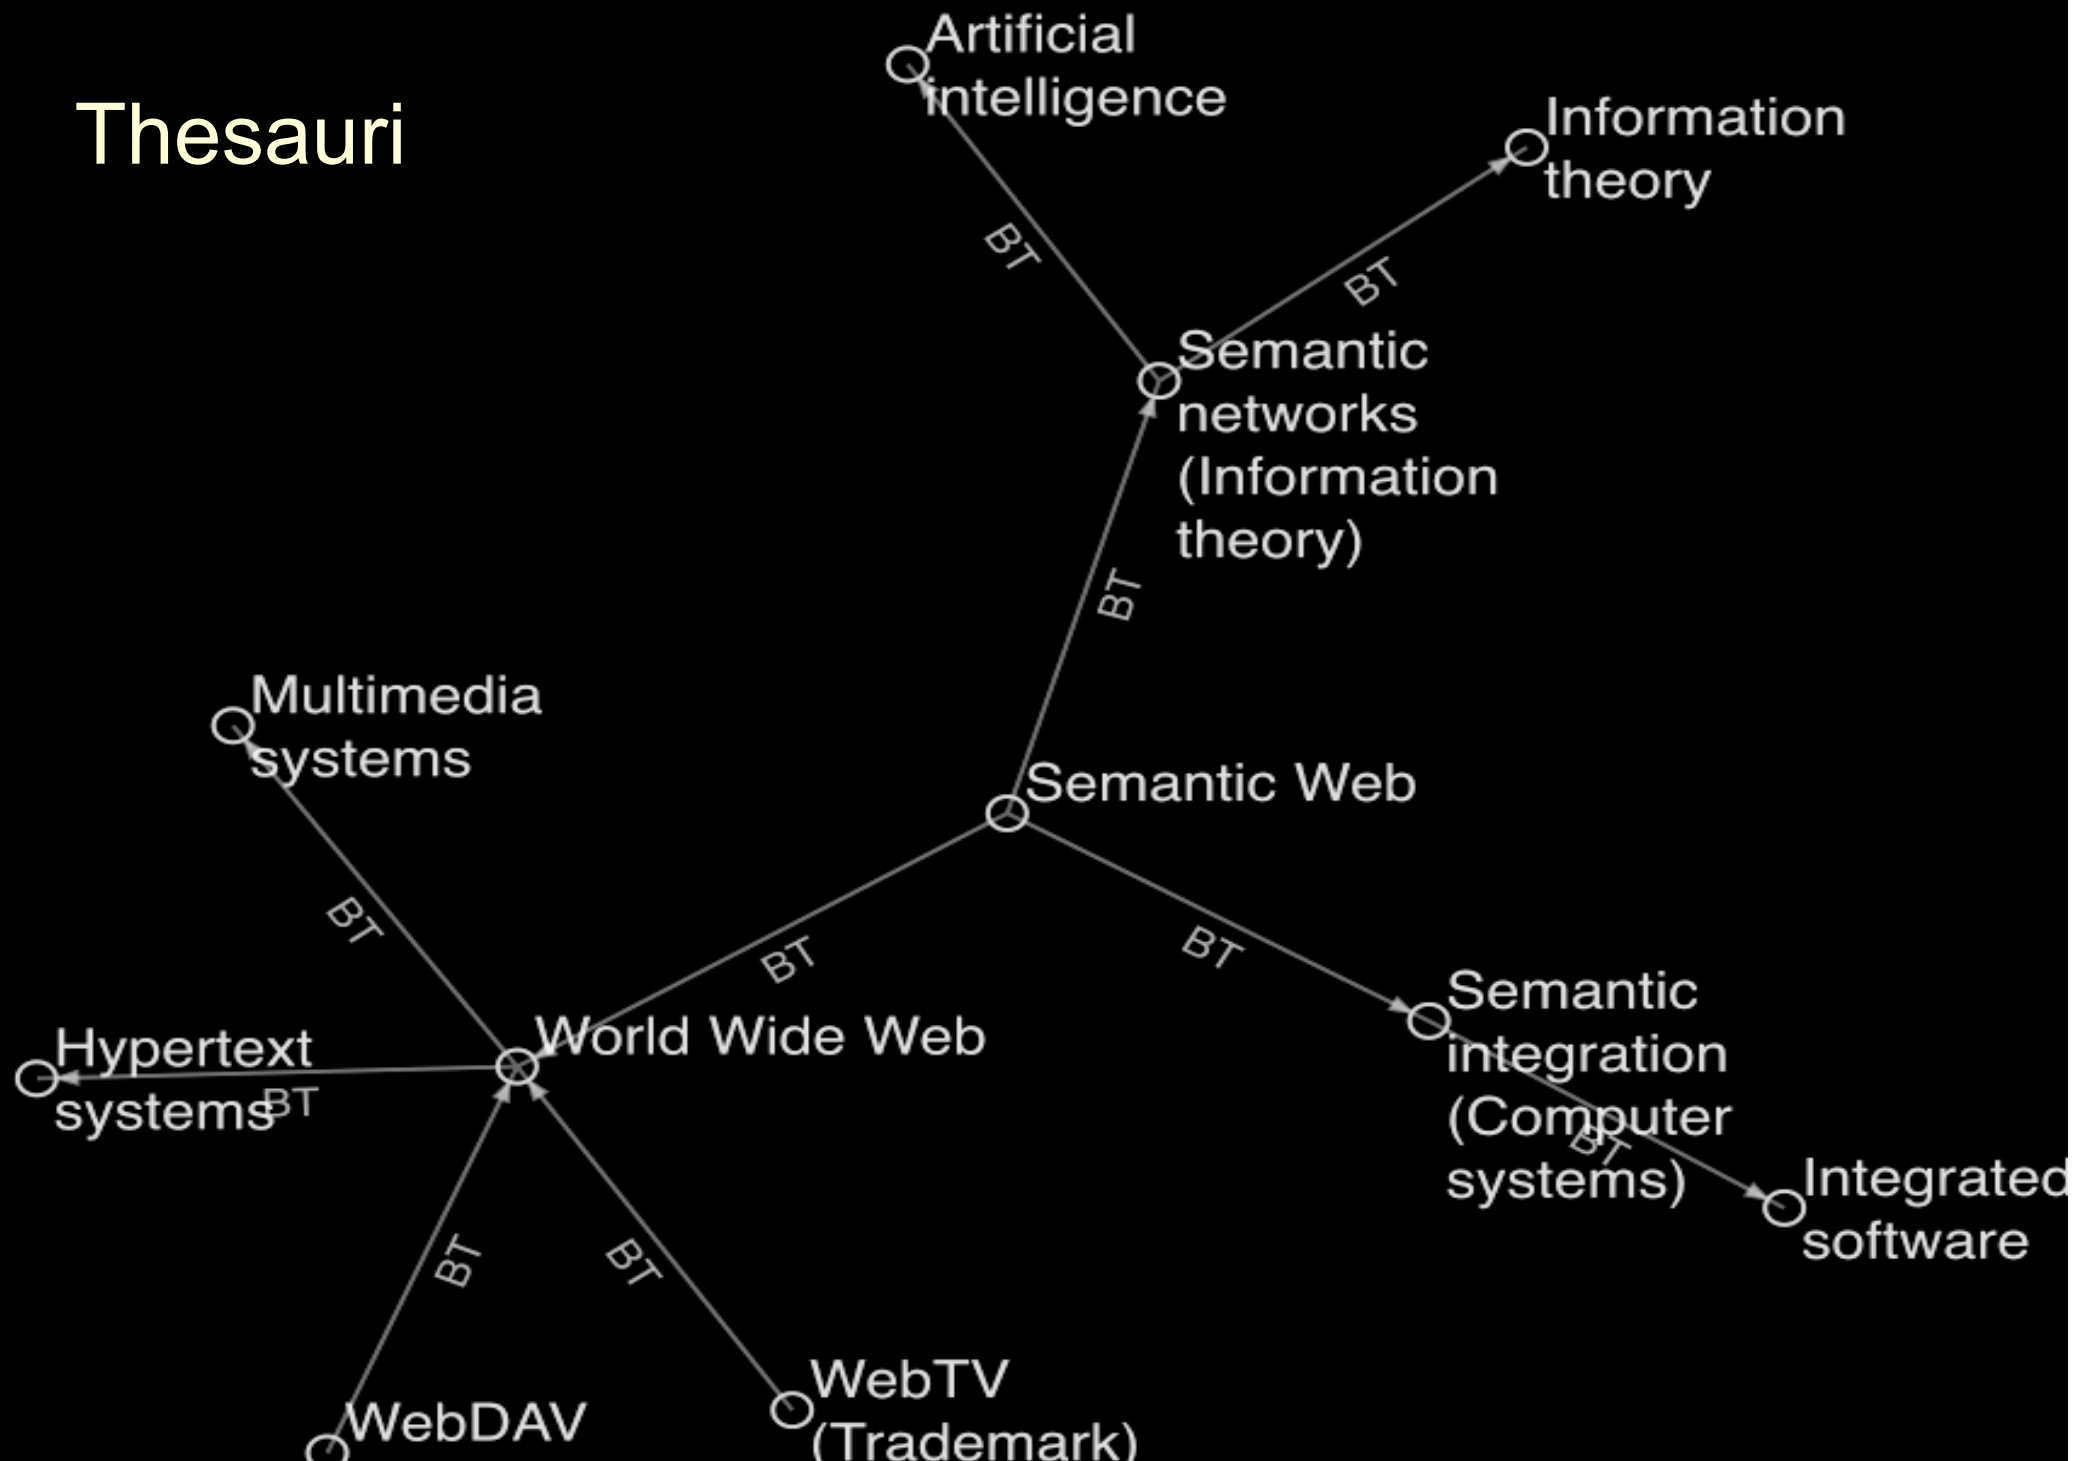 Thesauri
Artificial
intelligence
Information
theory
BT
BT
Semantic
networks
(Information
theory)
BT
Multimedia
systems
Semantic Web
BT
BT
BT
Semantic
integration
(Computer
systems)
World Wide Web
Hypertext
systems
BT
BT
Integrated
software
BT
BT
WebTV
(Trademark)
WebDAV